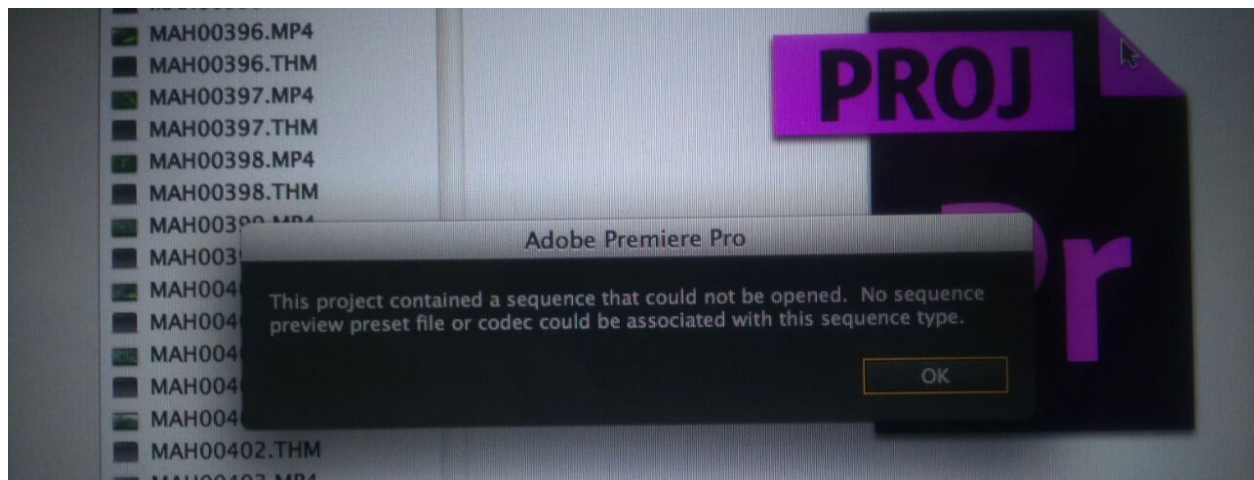 MAH00396.MP4
MAH00396.THM
MAH00397.MP4
MAH00397.THM
MAH00398.MP4
MAH00398.THM
PROJ
Pr
Adobe Premiere Pro
This project contained a sequence that could not be opened. No sequence
preview preset file or codec could be associated with this sequence type.
OK
MAH00402.THM